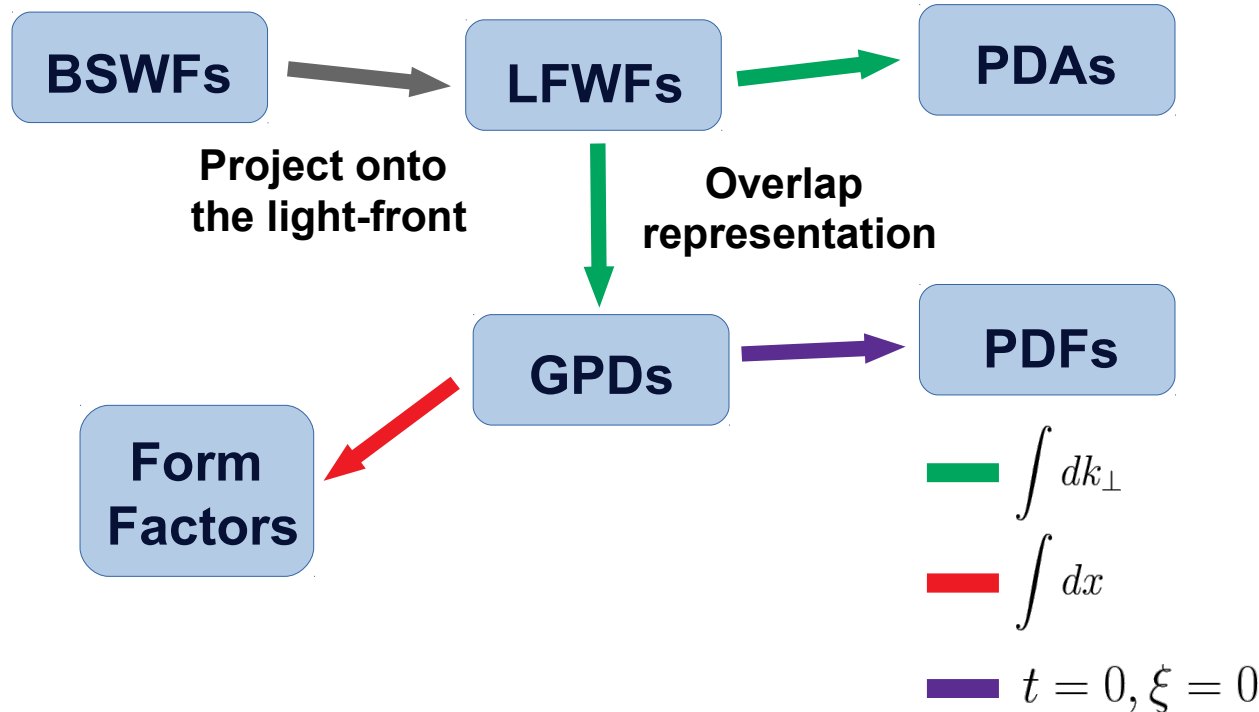 BSWFs
LFWFs
PDAs
Project onto
the light-front
Overlap
representation
GPDs
PDFs
Form
Factors
∫ dk⊥
∫ dx
t = 0, ξ = 0